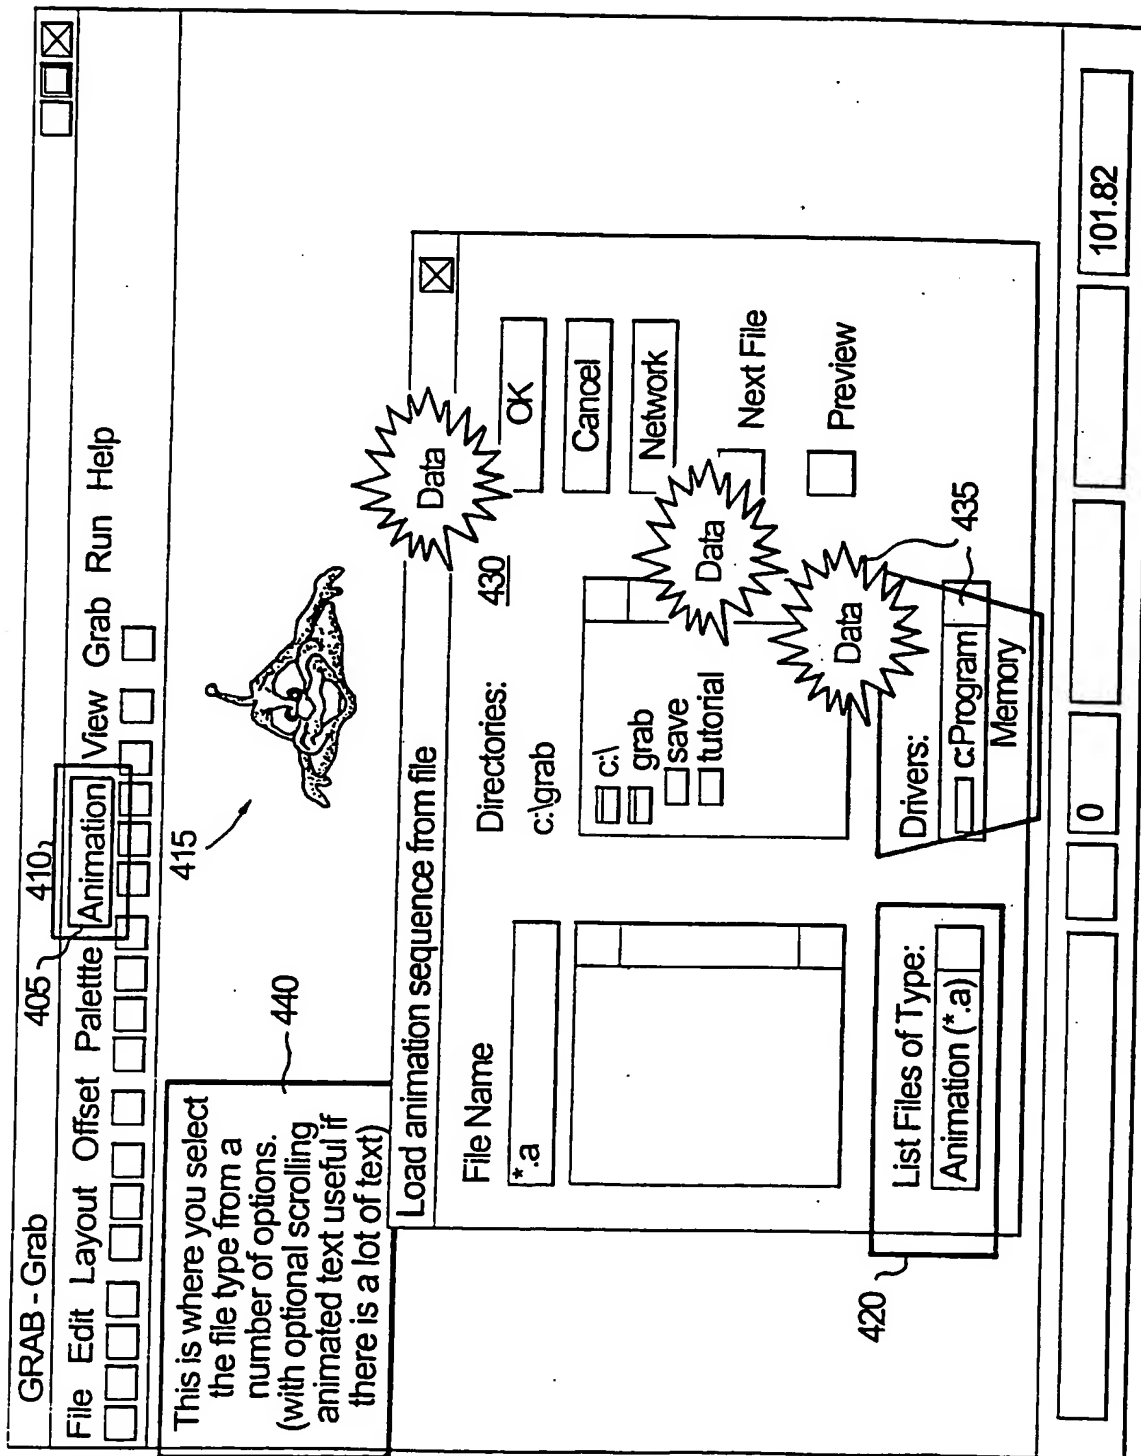 GRAB - Grab
405
410
File Edit Layout Offset Palettte Animation View Grab Run Help
415
This is where you select
the file type from a
number of options.
(with optional scrolling
animated text useful if
there is a lot of text)
440
Load animation sequence from file
Data
File Name
*.a
Directories:
c:\grab
430
OK
c:\
grab
save
tutorial
Cancel
Network
Data
Next File
Data
Preview
List Files of Type:
Animation (*.a)
Drivers:
c:Program
Memory
435
420
0
101.82